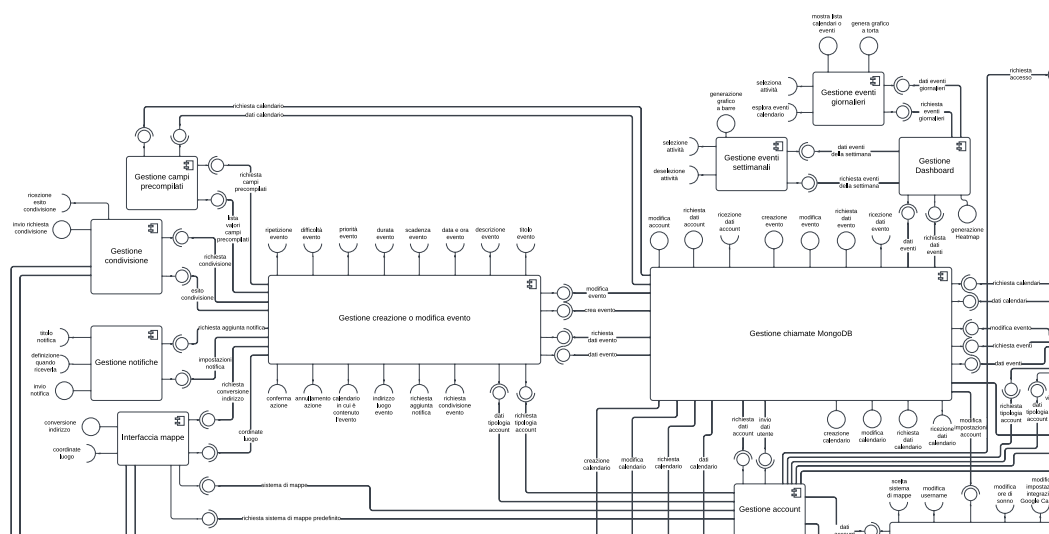 mostra lista
calendari o
eventi
genera grafico
a torta
richiesta
accesso
seleziona
attività
esplora eventi
calendario
Gestione eventi
giornalieri
dati eventi
giornalieri
richiesta
eventi
giornalieri
generazione
grafico
a barre
selezione
attività
deselezione
attività
Gestione eventi
settimanali
dati eventi
della settimana
richiesta eventi
della settimana
Gestione
Dashboard
dati
eventi
richiesta
dati
eventi
generazione
Heatmap
richiesta calendario
dati calendario
Gestione campi
precompilati
richiesta
campi
precompilati
lista
valori
campi
precompilati
ricezione
esito
condivisione
invio richiesta
condivisione
Gestione
condivisione
richiesta
condivisione
esito
condivisione
ripetizione
evento
difficoltà
evento
priorità
evento
durata
evento
scadenza
evento
data e ora
evento
descrizione
evento
titolo
evento
Gestione creazione o modifica evento
modifica
evento
crea evento
richiesta
dati evento
dati evento
modifica
account
richiesta
dati
account
ricezione
dati
account
creazione
evento
modifica
evento
richiesta
dati
evento
ricezione
dati
evento
Gestione chiamate MongoDB
richiesta calendari
dati calendari
modifica evento
richiesta eventi
dati eventi
titolo
notifica
definizione
quando
riceverla
invio
notifica
Gestione notifiche
richiesta aggiunta notifica
impostazioni
notifica
richiesta
conversione
indirizzo
conversione
indirizzo
coordinate
luogo
Interfaccia mappe
cordinate
luogo
sistema di mappe
richiesta sistema di mappe predefinito
conferma
azione
annullamento
azione
calendario
in cui è
contenuto
l'evento
indirizzo
luogo
evento
richiesta
aggiunta
notifica
richiesta
condivisione
evento
dati
tipologia
account
richiesta
tipologia
account
creazione
calendario
modifica
calendario
richiesta
calendario
dati
calendario
richiesta
dati
account
invio
dati
utente
creazione
calendario
modifica
calendario
richiesta
dati
calendario
ricezione
dati
calendario
modifica
impostazioni
account
richiesta
tipologia
account
dati
tipologia
account
Gestione account
scelta
sistema
di mappe
modifica
username
modifica
ore di
sonno
Google Ca
dati